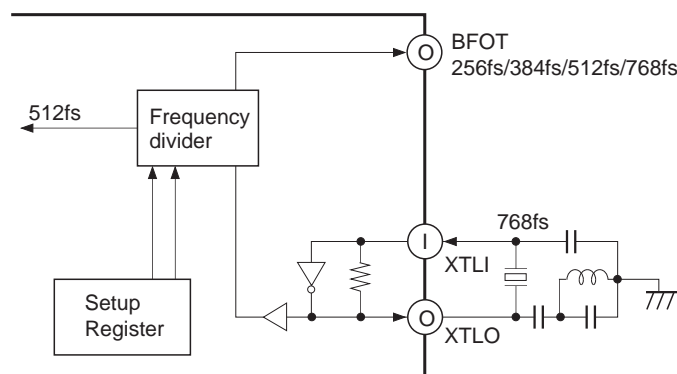 BFOT
256fs/384fs/512fs/768fs
O
512fs
Frequency
divider
768fs
I
XTLI
Setup
Register
O
XTLO